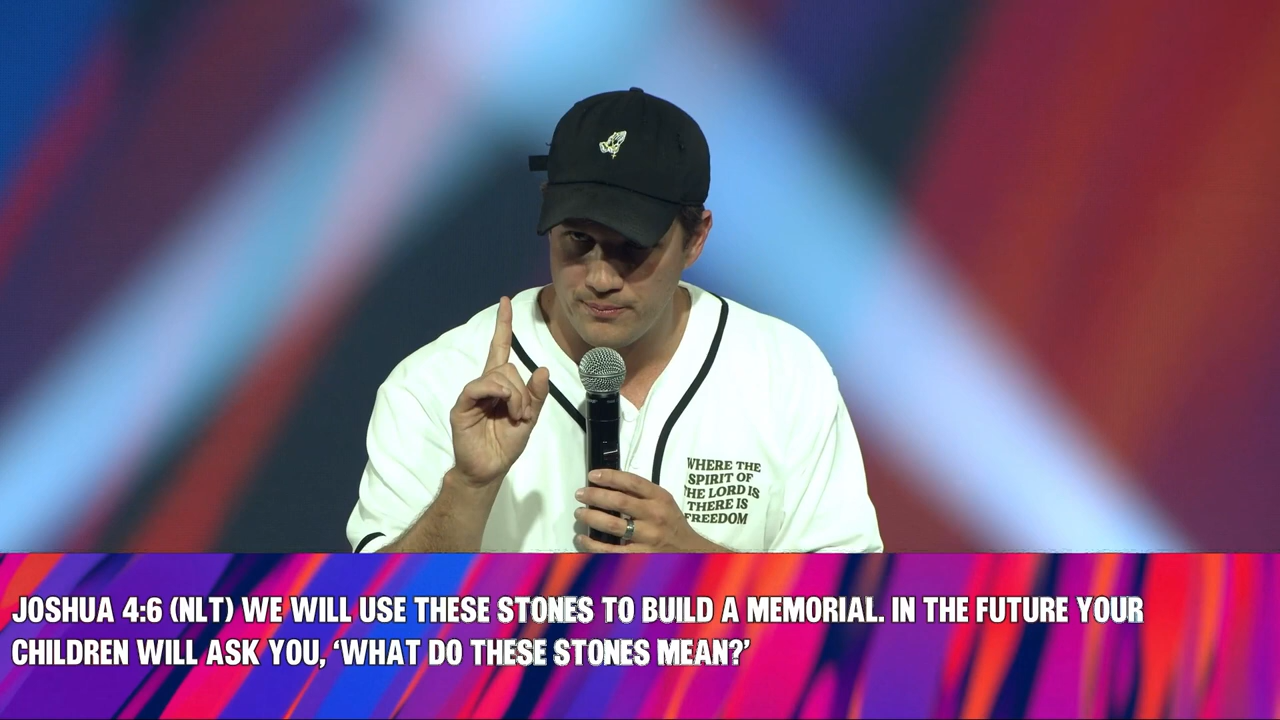 WHERE THE
SPIRIT OF
THE LORD IS
THERE IS
FREEDOM
JOSHUA 4:6 (NLT) WE WILL USE THESE STONES TO BUILD A MEMORIAL. IN THE FUTURE YOUR
CHILDREN WILL ASK YOU, ‘WHAT DO THESE STONES MEAN?’